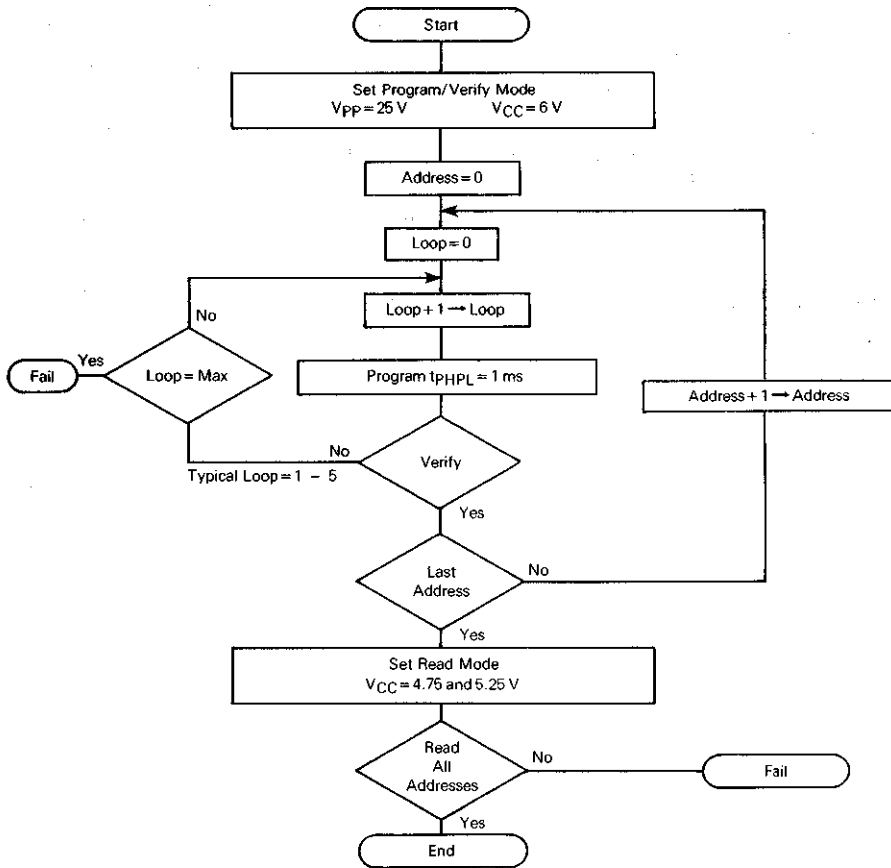 Start
Set Program/Verify Mode
VPP = 25 V VCC = 6 V
Address = 0
Loop = 0
No
Loop + 1 → Loop
Fail
Yes
Loop = Max
Program tPHPL = 1 ms
Address + 1 → Address
No
Verify
Typical Loop = 1 – 5
Yes
Last
Address
No
Yes
Set Read Mode
VCC = 4.75 and 5.25 V
Read
All
Addresses
No
Fail
Yes
End